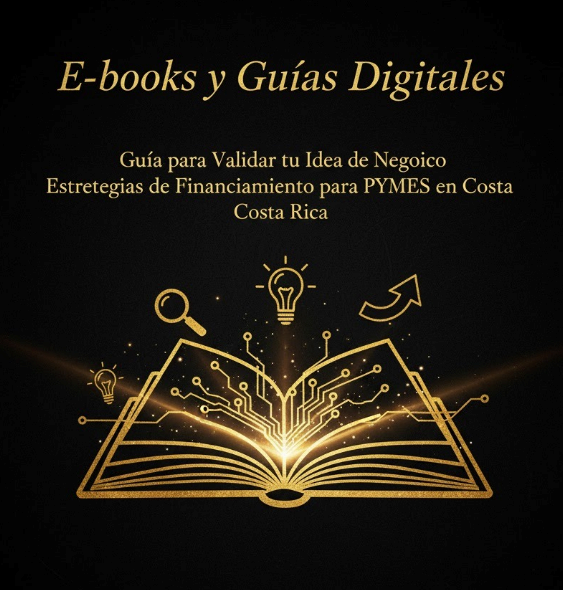 E-books y Guías Digitales
Guía para Validar tu Idea de Negoico
Estretegias de Financiamiento para PYMES en Costa
Costa Rica